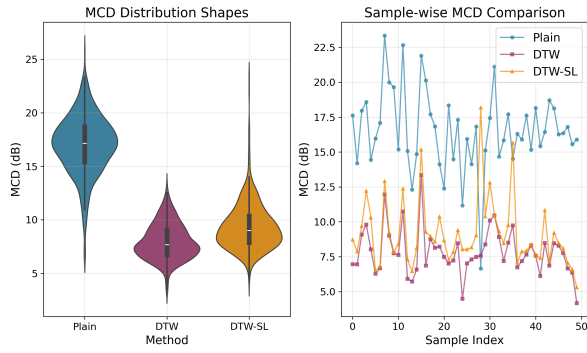 MCD Distribution Shapes
MCD (dB)
25
20
15
10
5
Plain
DTW
DTW-SL
Method
Sample-wise MCD Comparison
MCD (dB)
22.5
20.0
17.5
15.0
12.5
10.0
7.5
5.0
0
10
20
30
40
50
Sample Index
Plain
DTW
DTW-SL